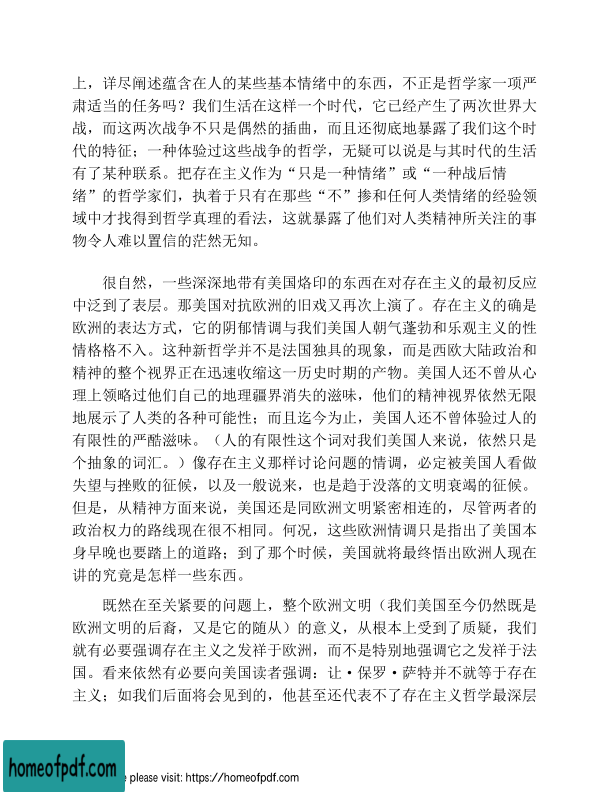 上，详尽阐述蕴含在人的某些基本情绪中的东西，不正是哲学家一项严
肃适当的任务吗？我们生活在这样一个时代，它已经产生了两次世界大
战，而这两次战争不只是偶然的插曲，而且还彻底地暴露了我们这个时
代的特征；一种体验过这些战争的哲学，无疑可以说是与其时代的生活
有了某种联系。把存在主义作为“只是一种情绪”或“一种战后情
绪”的哲学家们，执着于只有在那些“不”掺和任何人类情绪的经验领
域中才找得到哲学真理的看法，这就暴露了他们对人类精神所关注的事
物令人难以置信的茫然无知。
很自然，一些深深地带有美国烙印的东西在对存在主义的最初反应
中泛到了表层。那美国对抗欧洲的旧戏又再次上演了。存在主义的确是
欧洲的表达方式，它的阴郁情调与我们美国人朝气蓬勃和乐观主义的性
情格格不入。这种新哲学并不是法国独具的现象，而是西欧大陆政治和
精神的整个视界正在迅速收缩这一历史时期的产物。美国人还不曾从心
理上领略过他们自己的地理疆界消失的滋味，他们的精神视界依然无限
地展示了人类的各种可能性；而且迄今为止，美国人还不曾体验过人的
有限性的严酷滋味。（人的有限性这个词对我们美国人来说，依然只是
个抽象的词汇。）像存在主义那样讨论问题的情调，必定被美国人看做
失望与挫败的征候，以及一般说来，也是趋于没落的文明衰竭的征候。
但是，从精神方面来说，美国还是同欧洲文明紧密相连的，尽管两者的
政治权力的路线现在很不相同。何况，这些欧洲情调只是指出了美国本
身早晚也要踏上的道路；到了那个时候，美国就将最终悟出欧洲人现在
讲的究竟是怎样一些东西。
既然在至关紧要的问题上，整个欧洲文明（我们美国至今仍然既是
欧洲文明的后裔，又是它的随从）的意义，从根本上受到了质疑，我们
就有必要强调存在主义之发祥于欧洲，而不是特别地强调它之发祥于法
国。看来依然有必要向美国读者强调：让·保罗·萨特并不就等于存在
主义；如我们后面将会见到的，他甚至还代表不了存在主义哲学最深层
homeofpdf.com
e please visit: https://homeofpdf.com